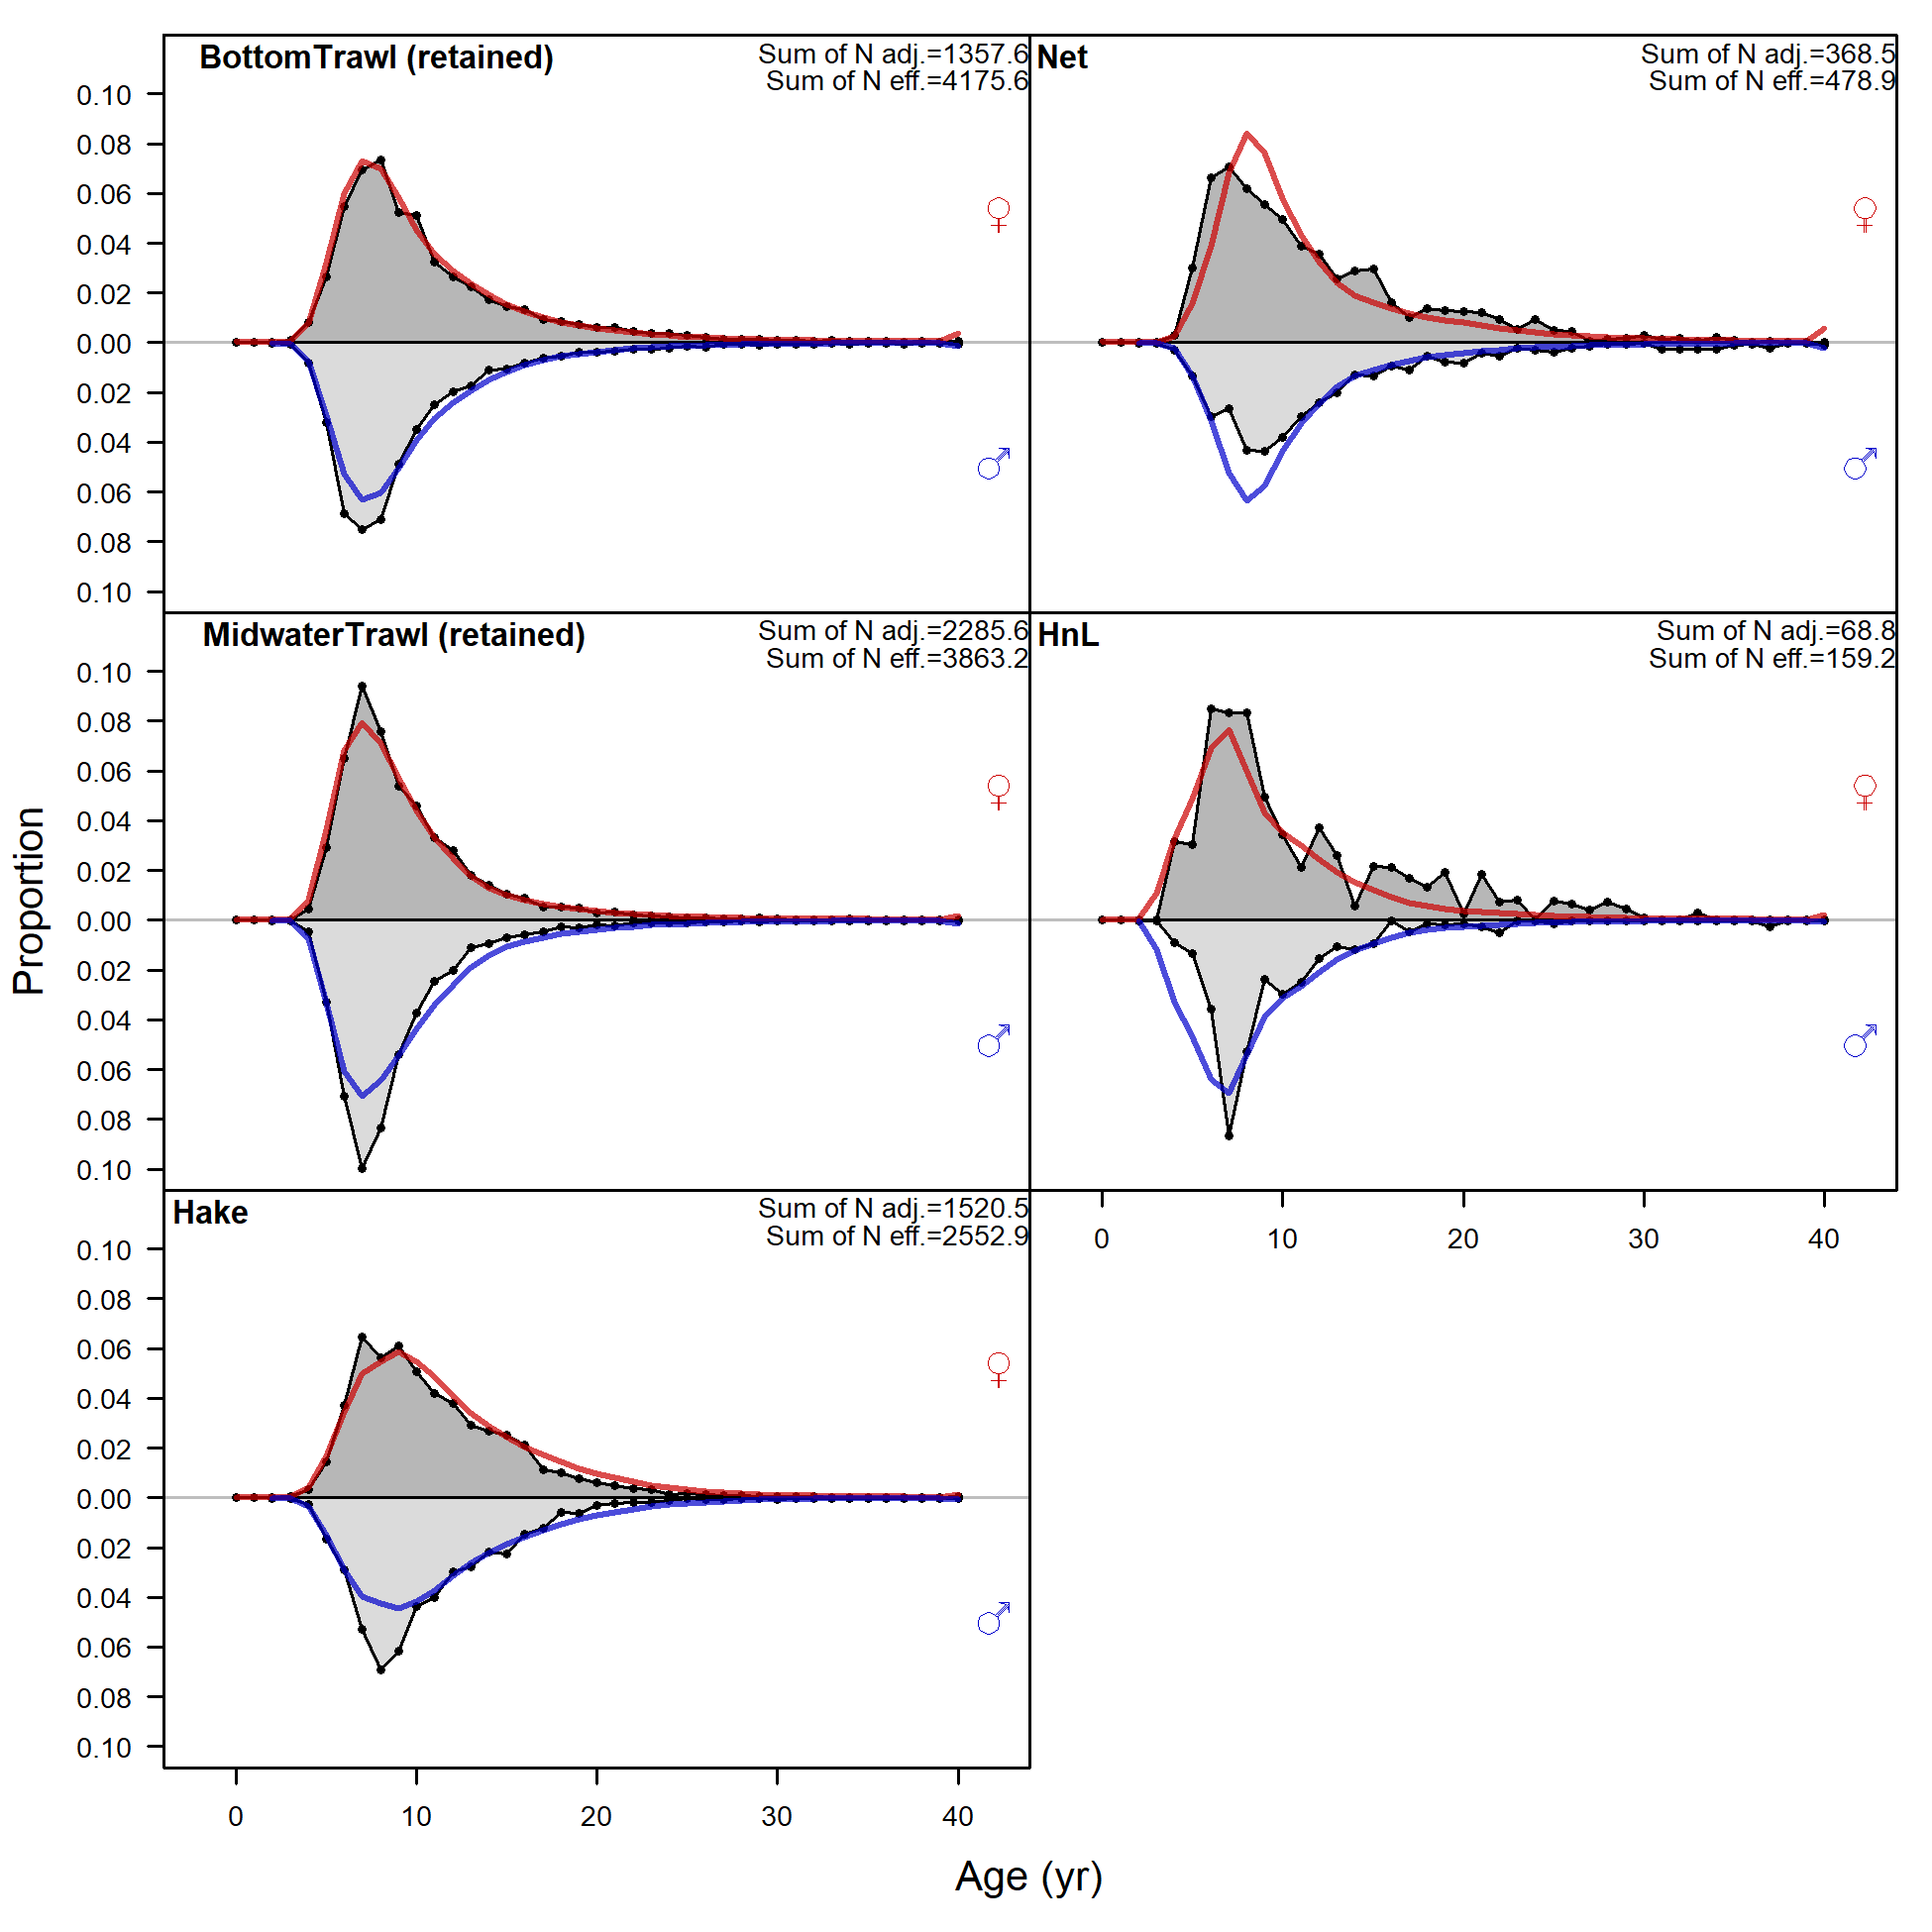 BottomTrawl (retained)
Sum of N adj.=1357.6
Sum of N eff.=4175.6
0.10
0.08
0.06
0.04
0.02
0.00
0.02
0.04
0.06
0.08
0.10
♀
♂
Net
Sum of N adj.=368.5
Sum of N eff.=478.9
♀
♂
MidwaterTrawl (retained)
Sum of N adj.=2285.6
Sum of N eff.=3863.2
0.10
0.08
0.06
0.04
0.02
0.00
0.02
0.04
0.06
0.08
0.10
♀
♂
HnL
Sum of N adj.=68.8
Sum of N eff.=159.2
♀
♂
0 10 20 30 40
Hake
Sum of N adj.=1520.5
Sum of N eff.=2552.9
0.10
0.08
0.06
0.04
0.02
0.00
0.02
0.04
0.06
0.08
0.10
♀
♂
0 10 20 30 40
Proportion
Age (yr)